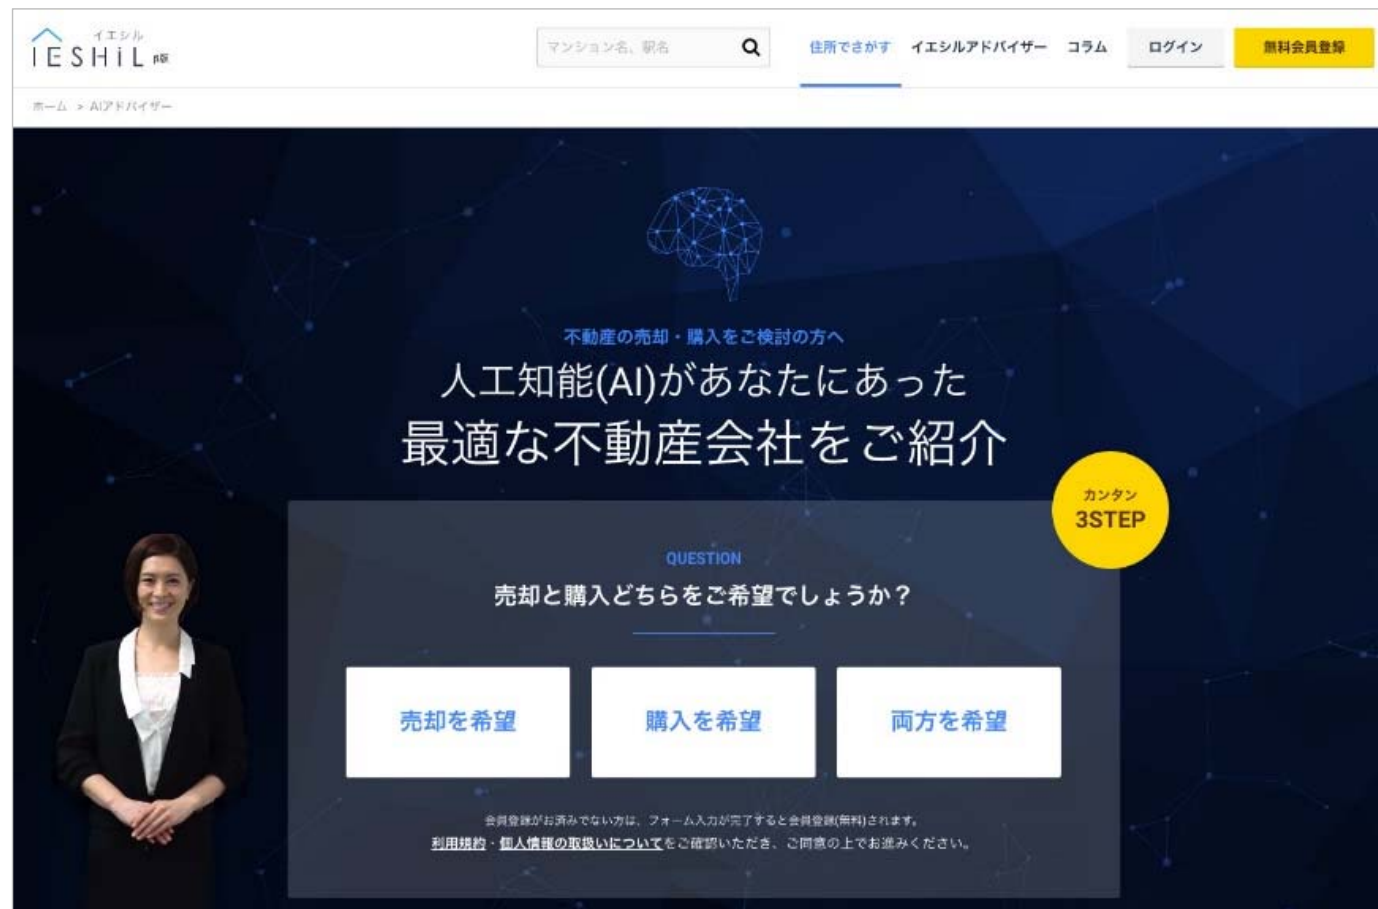 イエシル
IESHiL β版
マンション名、駅名
住所でさがす
イエシルアドバイザー
コラム
ログイン
無料会員登録
ホーム > AIアドバイザー
不動産の売却・購入をご検討の方へ
人工知能(AI)があなたにあった
最適な不動産会社をご紹介
カンタン
3STEP
QUESTION
売却と購入どちらをご希望でしょうか?
売却を希望
購入を希望
両方を希望
会員登録がお済みでない方は、フォーム入力が完了すると会員登録(無料)されます。
利用規約・個人情報の取扱いについてをご確認いただき、ご同意の上でお進みください。